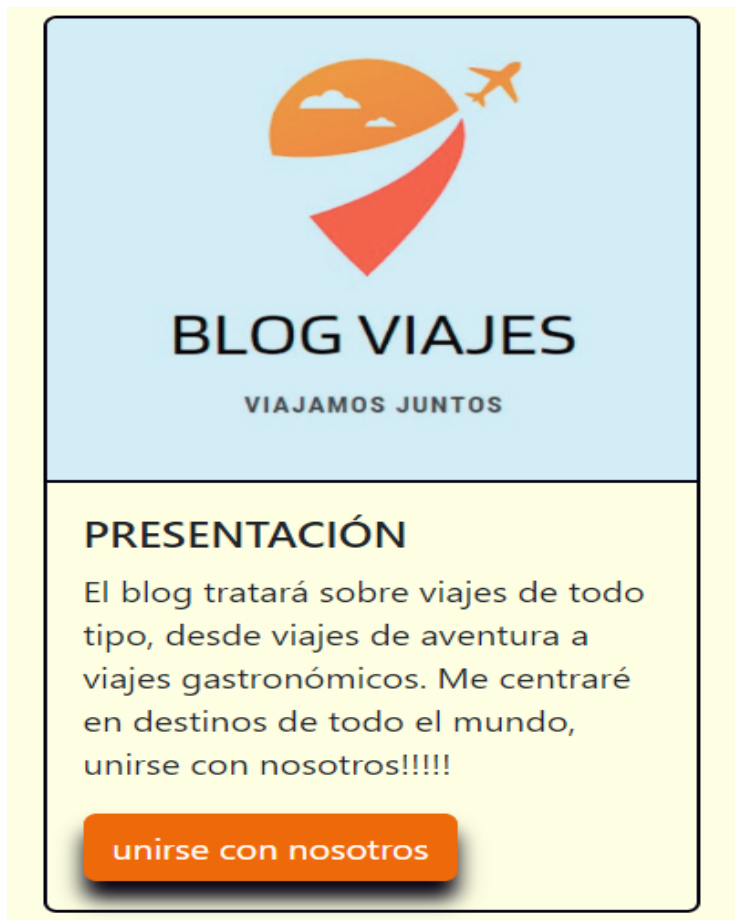 BLOG VIAJES
VIAJAMOS JUNTOS
PRESENTACIÓN
El blog tratará sobre viajes de todo
tipo, desde viajes de aventura a
viajes gastronómicos. Me centraré
en destinos de todo el mundo,
unirse con nosotros!!!!!
unirse con nosotros